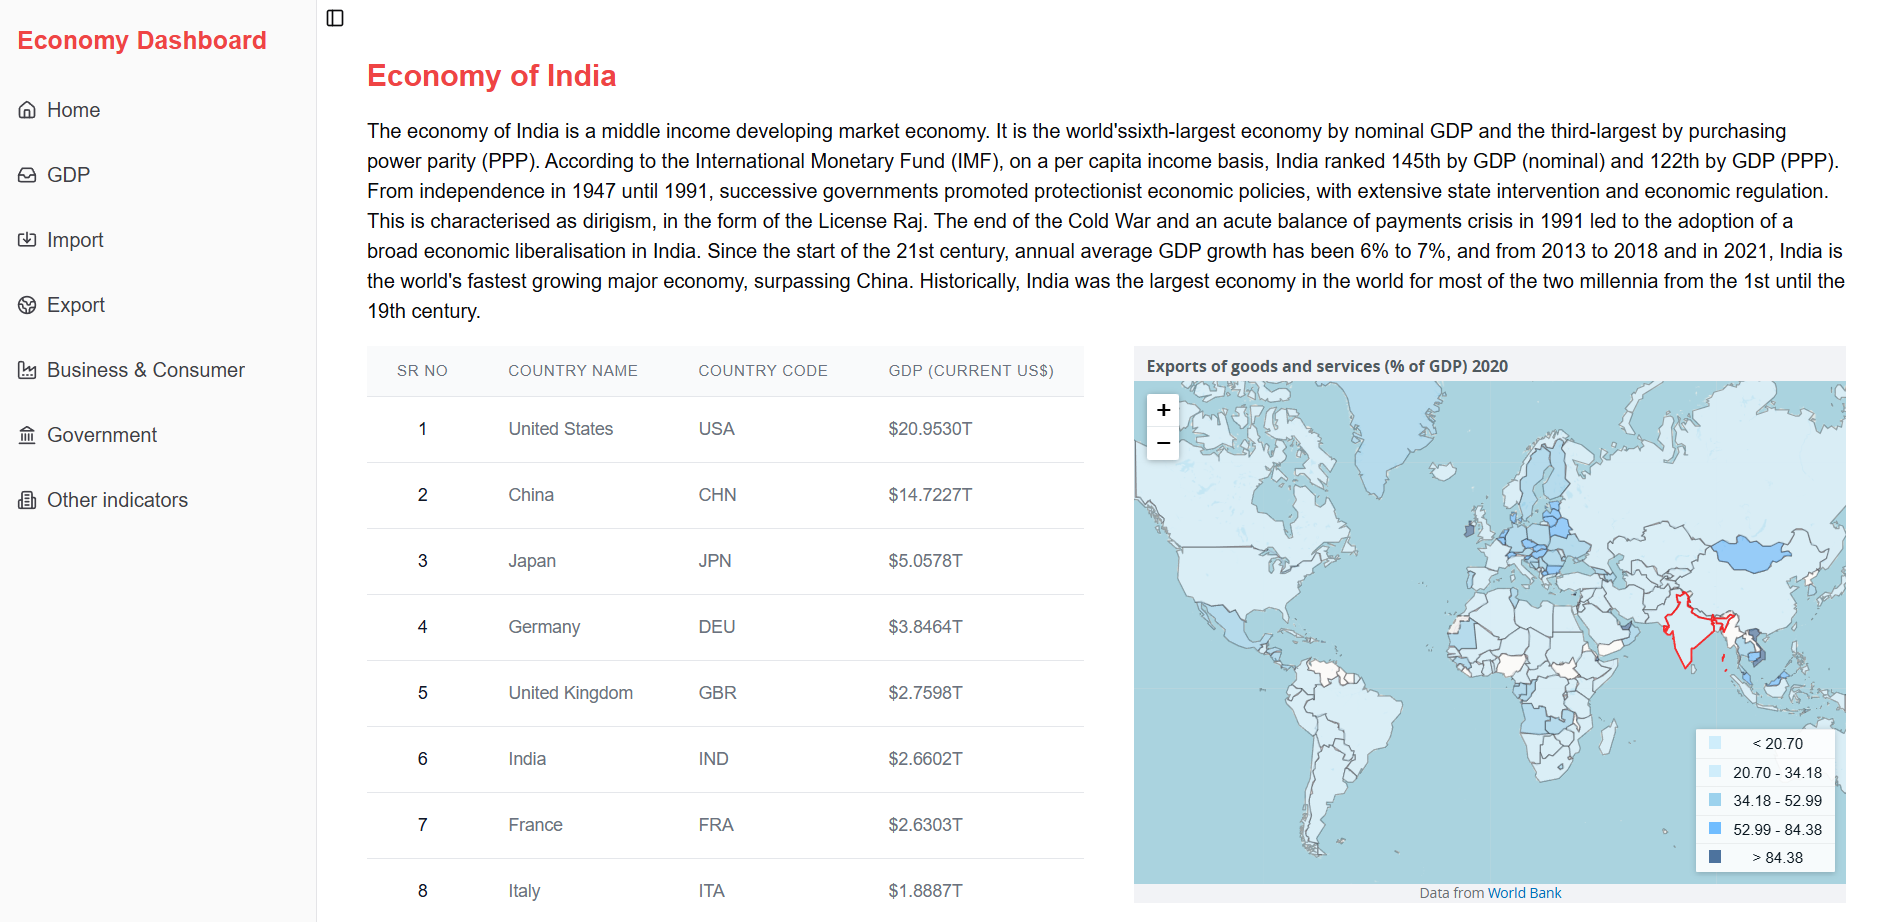 Economy Dashboard
Home
GDP
Import
Export
Business & Consumer
Government
Other indicators
Economy of India
The economy of India is a middle income developing market economy. It is the world'ssixth-largest economy by nominal GDP and the third-largest by purchasing
power parity (PPP). According to the International Monetary Fund (IMF), on a per capita income basis, India ranked 145th by GDP (nominal) and 122th by GDP (PPP).
From independence in 1947 until 1991, successive governments promoted protectionist economic policies, with extensive state intervention and economic regulation.
This is characterised as dirigism, in the form of the License Raj. The end of the Cold War and an acute balance of payments crisis in 1991 led to the adoption of a
broad economic liberalisation in India. Since the start of the 21st century, annual average GDP growth has been 6% to 7%, and from 2013 to 2018 and in 2021, India is
the world's fastest growing major economy, surpassing China. Historically, India was the largest economy in the world for most of the two millennia from the 1st until the
19th century.
SR NO COUNTRY NAME COUNTRY CODE GDP (CURRENT US$)
1 United States USA $20.9530T
2 China CHN $14.7227T
3 Japan JPN $5.0578T
4 Germany DEU $3.8464T
5 United Kingdom GBR $2.7598T
6 India IND $2.6602T
7 France FRA $2.6303T
8 Italy ITA $1.8887T
Exports of goods and services (% of GDP) 2020
+
−
< 20.70
20.70 - 34.18
34.18 - 52.99
52.99 - 84.38
> 84.38
Data from World Bank